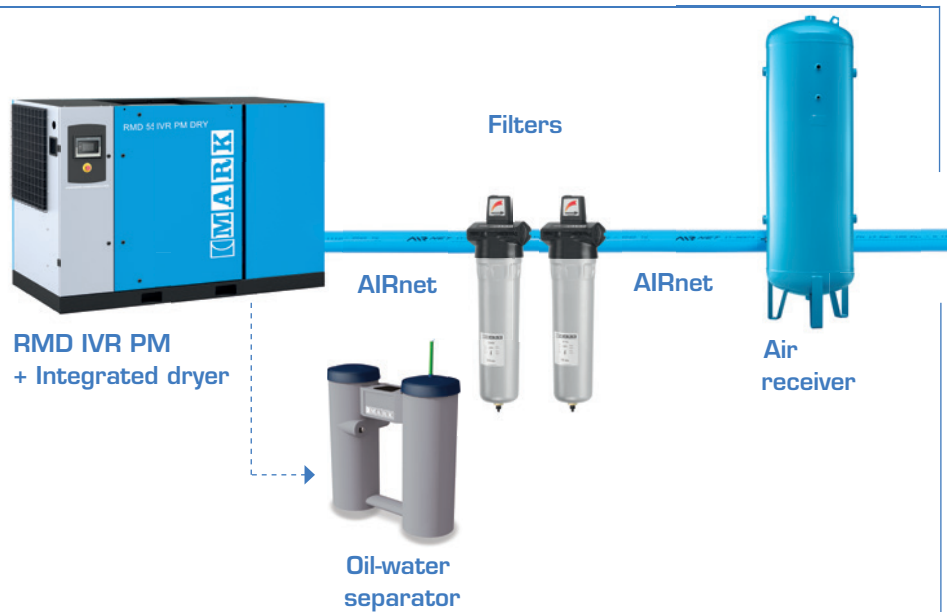 RMD 55 IVR PM DRY
MARK
Filters
AIRnet
AIRnet
RMD IVR PM
+ Integrated dryer
Air
receiver
MARK
Oil-water
separator